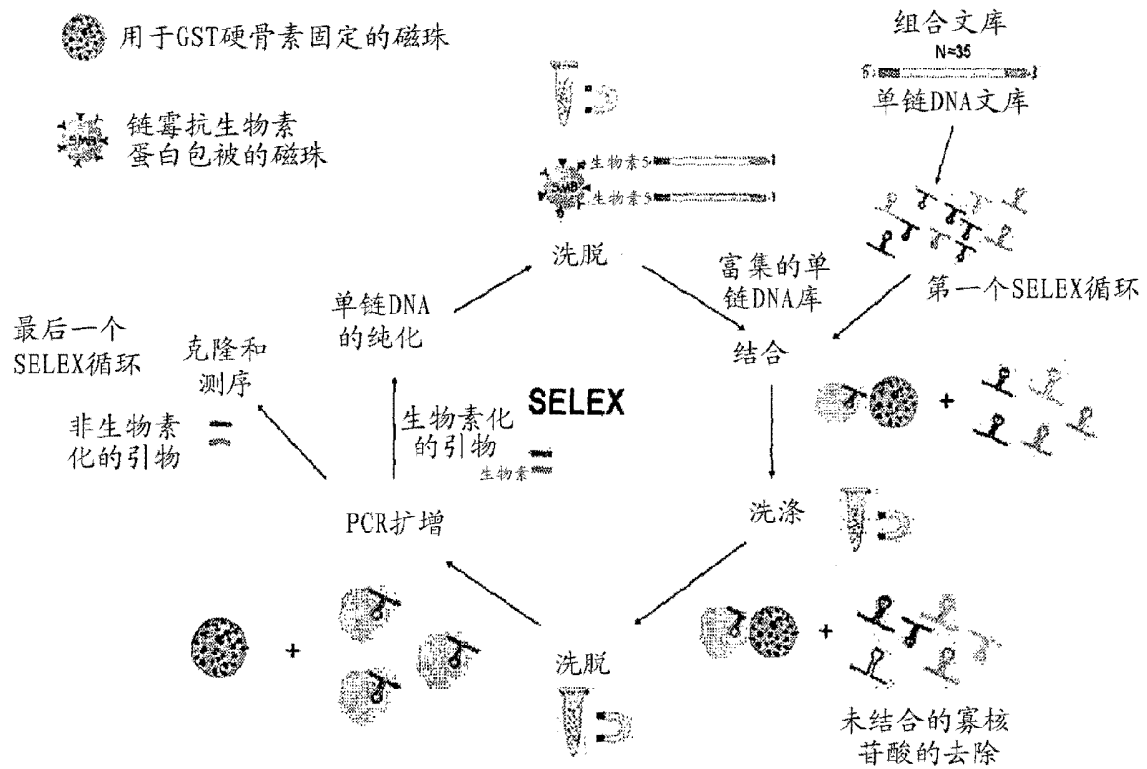 用于GST硬骨素固定的磁珠
链霉抗生物素
蛋白包被的磁珠
组合文库
N=35
单链DNA文库
SMB
生物素5
生物素5
洗脱
富集的单
链DNA库
第一个SELEX循环
单链DNA
的纯化
结合
最后一个
SELEX循环
克隆和
测序
非生物素
化的引物
SELEX
生物素化
的引物
生物素
+
洗涤
PCR扩增
+
+
洗脱
未结合的寡核
苷酸的去除